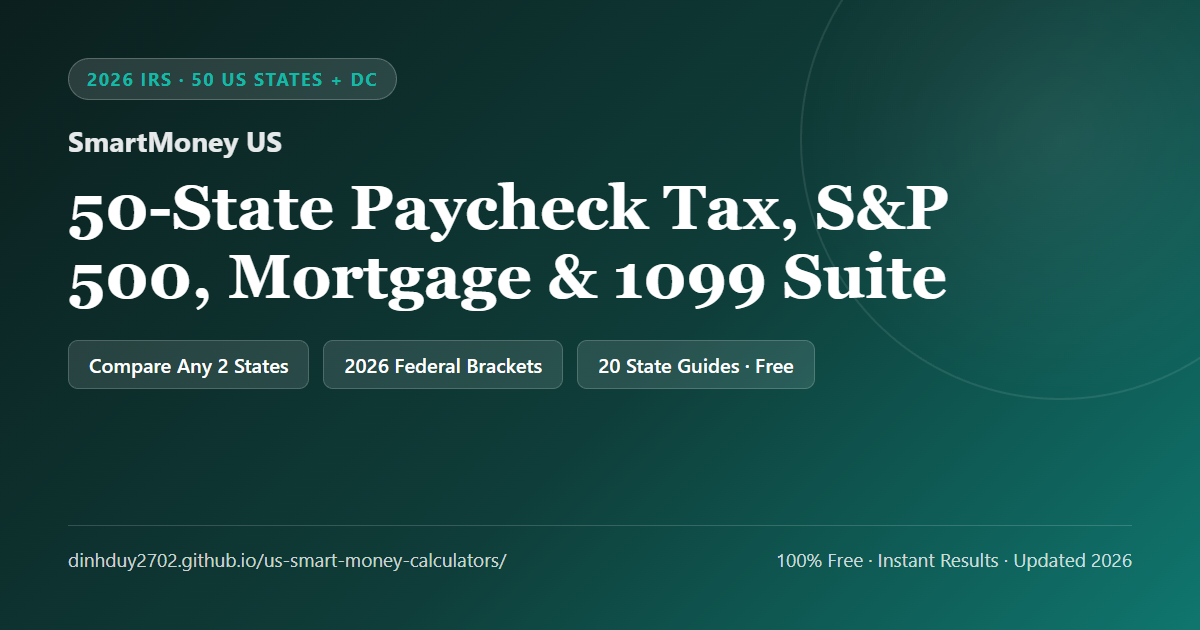 2026 IRS · 50 US STATES + DC
SmartMoney US
50-State Paycheck Tax, S&P
500, Mortgage & 1099 Suite
Compare Any 2 States
2026 Federal Brackets
20 State Guides · Free
dinhduy2702.github.io/us-smart-money-calculators/
100% Free · Instant Results · Updated 2026